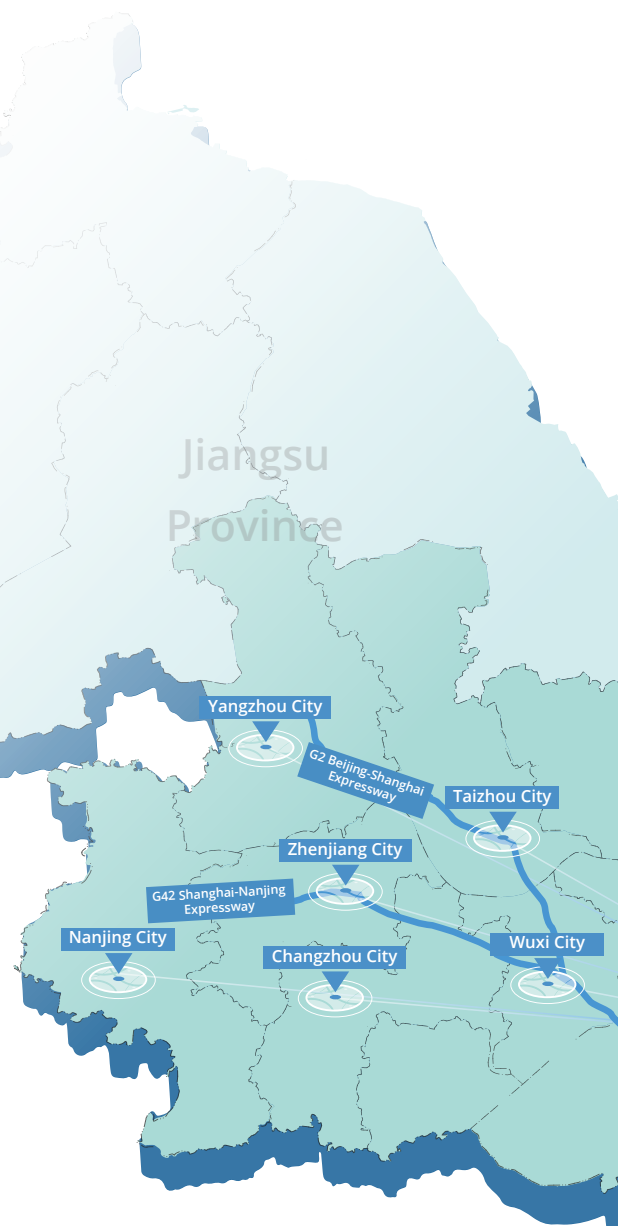 Jiangsu
Province
Yangzhou City
G2 Beijing-Shanghai
Expressway
Taizhou City
Zhenjiang City
G42 Shanghai-Nanjing
Expressway
Nanjing City
Changzhou City
Wuxi City